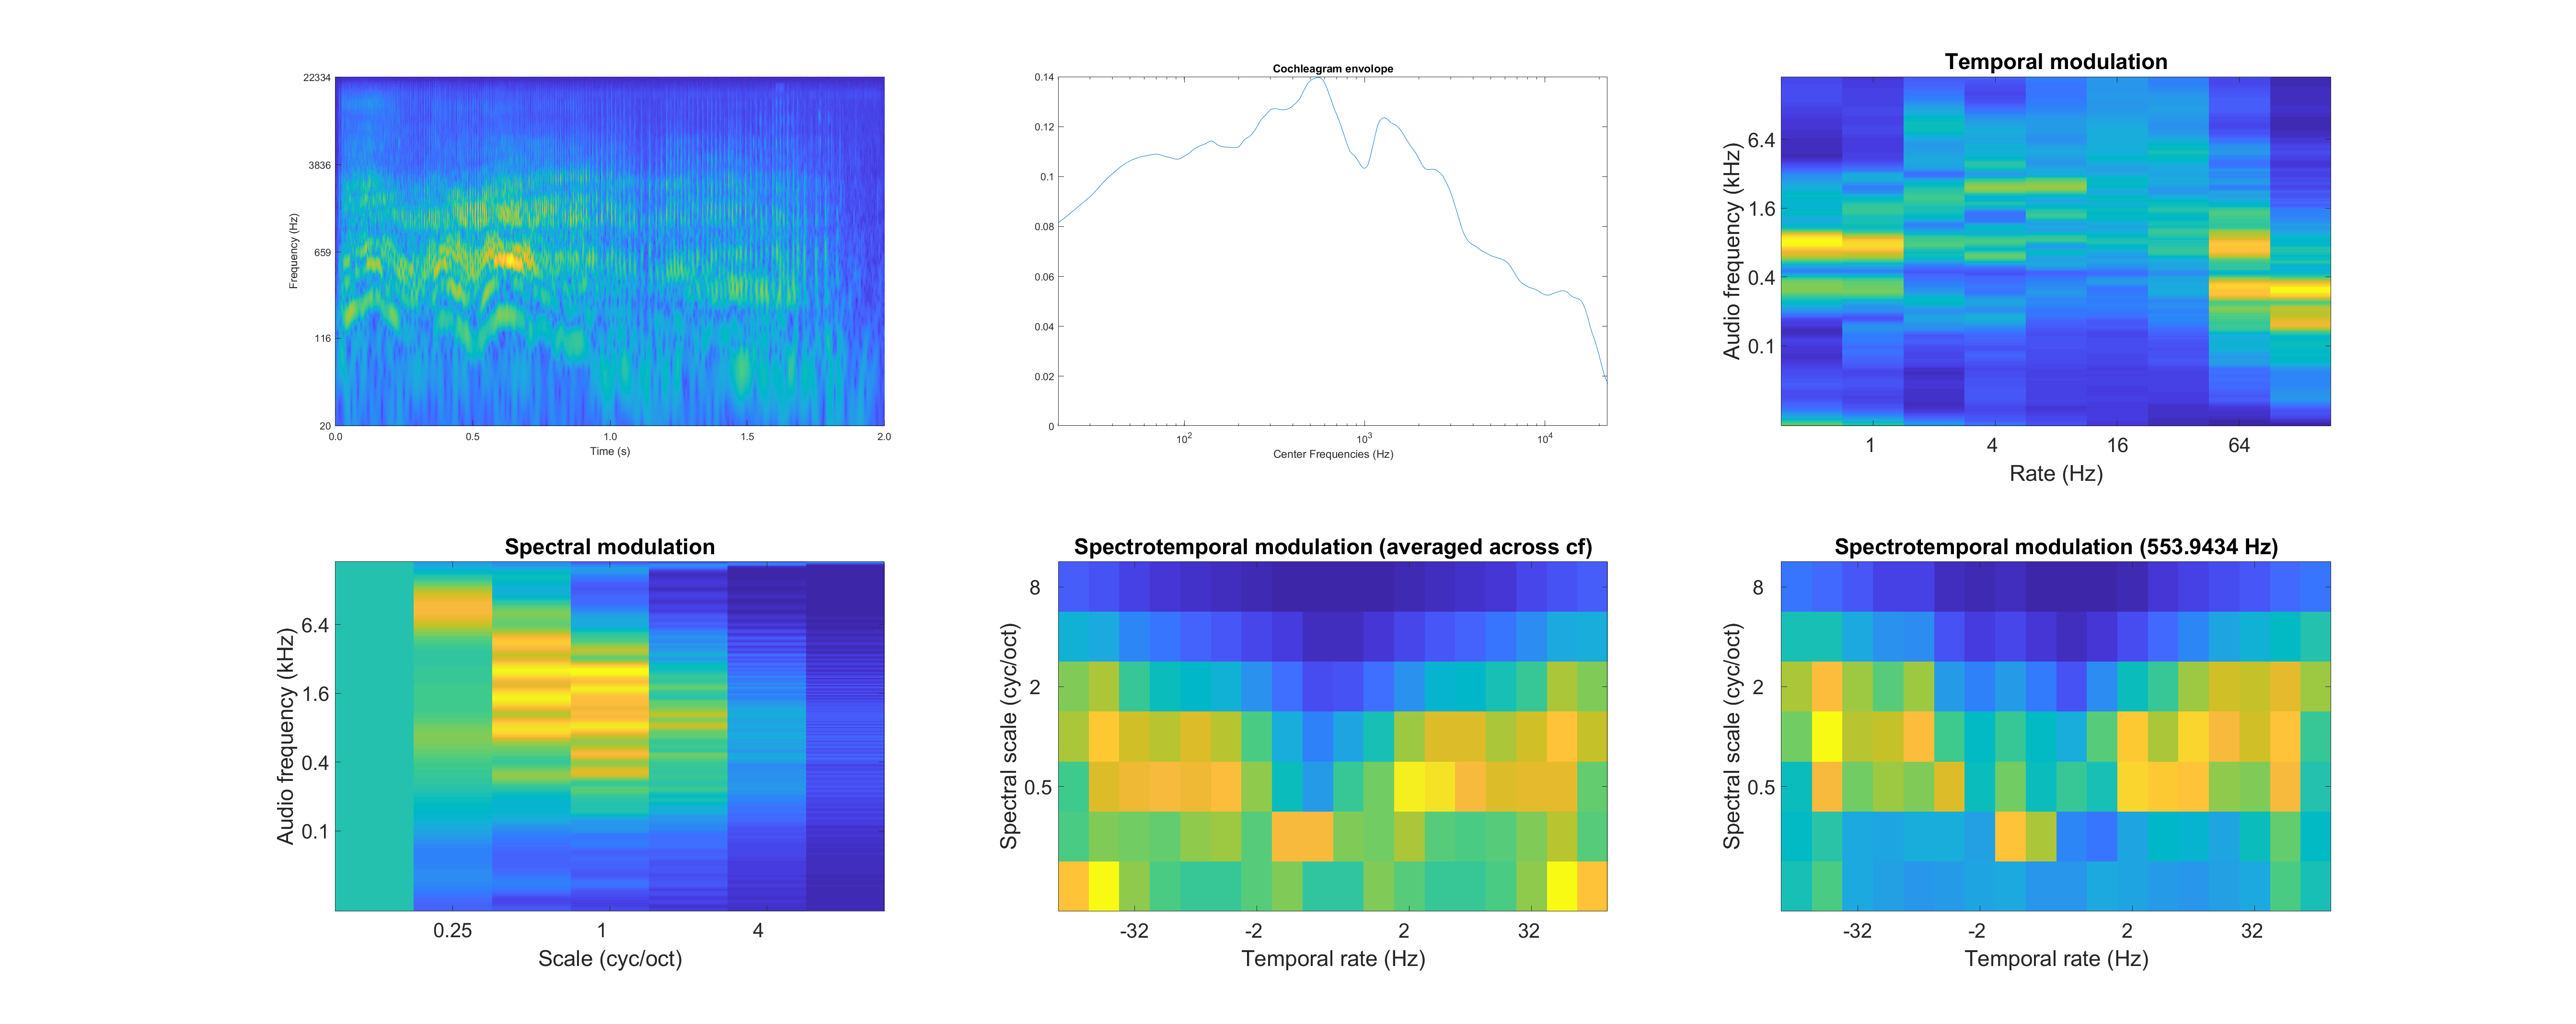 22334
3836
659
116
20
Frequency (Hz)
0.0 0.5 1.0 1.5 2.0
Time (s)
Cochleagram envolope
0.14
0.12
0.1
0.08
0.06
0.04
0.02
0
10^2 10^3 10^4
Center Frequencies (Hz)
Temporal modulation
6.4
1.6
0.4
0.1
Audio frequency (kHz)
1 4 16 64
Rate (Hz)
Spectral modulation
6.4
1.6
0.4
0.1
Audio frequency (kHz)
0.25 1 4
Scale (cyc/oct)
Spectrotemporal modulation (averaged across cf)
8
2
0.5
Spectral scale (cyc/oct)
-32 -2 2 32
Temporal rate (Hz)
Spectrotemporal modulation (553.9434 Hz)
8
2
0.5
Spectral scale (cyc/oct)
-32 -2 2 32
Temporal rate (Hz)